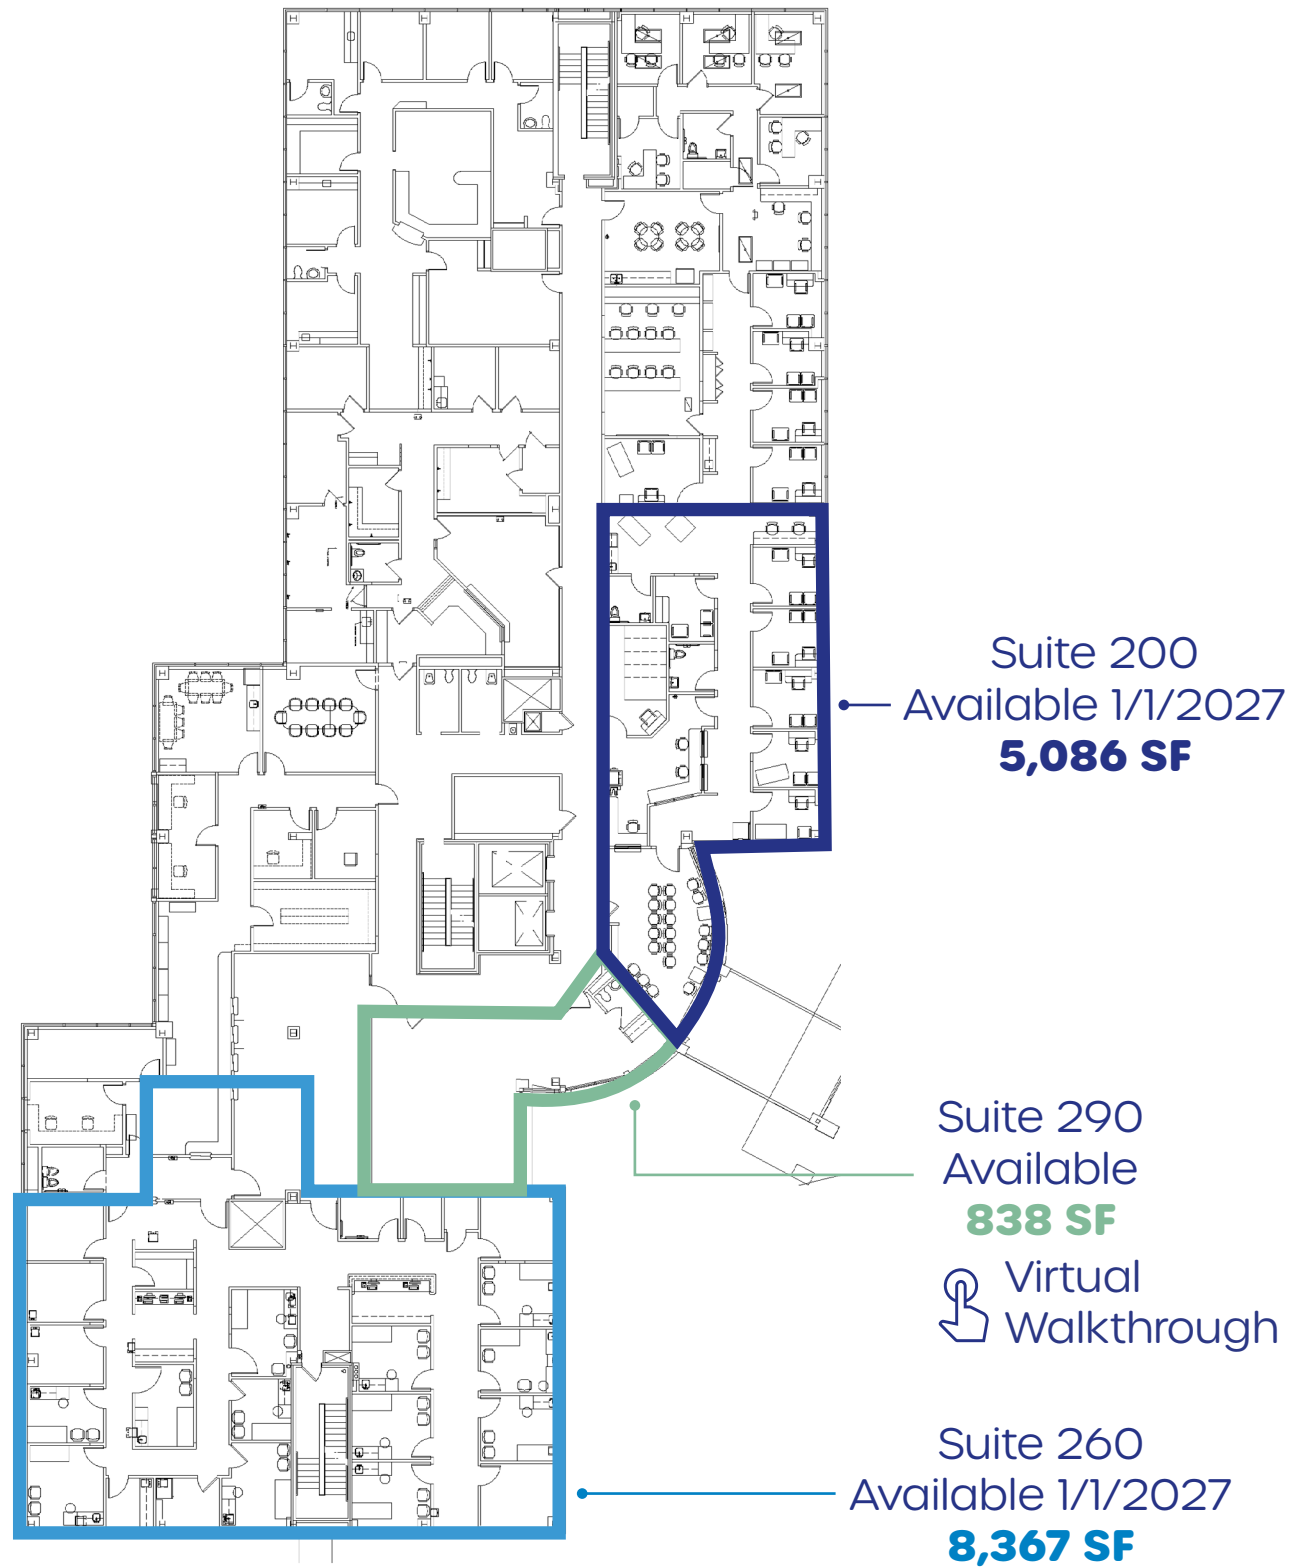 Suite 200
Available 1/1/2027
5,086 SF
Suite 290
Available
838 SF
Virtual
Walkthrough
Suite 260
Available 1/1/2027
8,367 SF